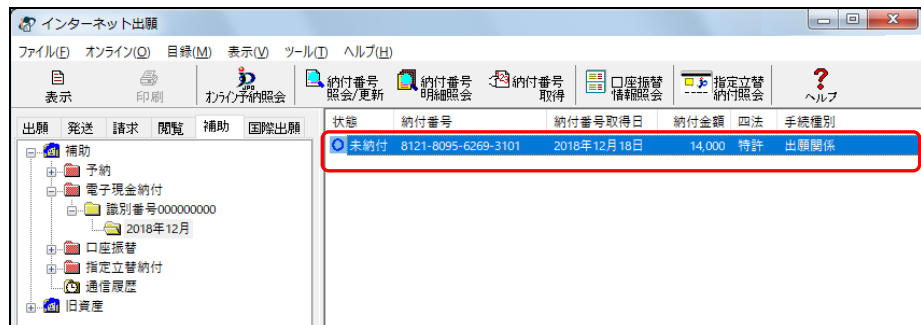 インターネット出願
ファイル(F) オンライン(O) 目録(M) 表示(V) ツール(T) ヘルプ(H)
表示 印刷 オンライン予納照会 納付番号照会/更新 納付番号明細照会 納付番号取得 口座振替情報照会 指定立替納付照会 ヘルプ
出願 発送 請求 閲覧 補助 国際出願
状態 納付番号 納付番号取得日 納付金額 四法 手続種別
未納付 8121-8095-6269-3101 2018年12月18日 14,000 特許 出願関係
補助
予納
電子現金納付
識別番号000000000
2018年12月
口座振替
指定立替納付
通信履歴
旧資産